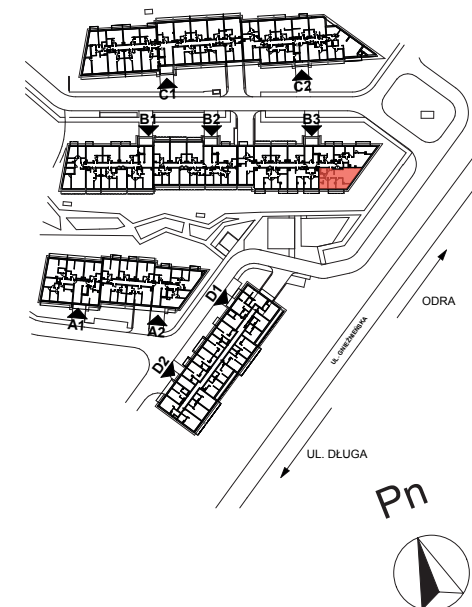 C1
C2
B1
B2
B3
A1
A2
D1
D2
ODRA
UL. GNIEŹNIEŃSKA
UL. DŁUGA
Pn